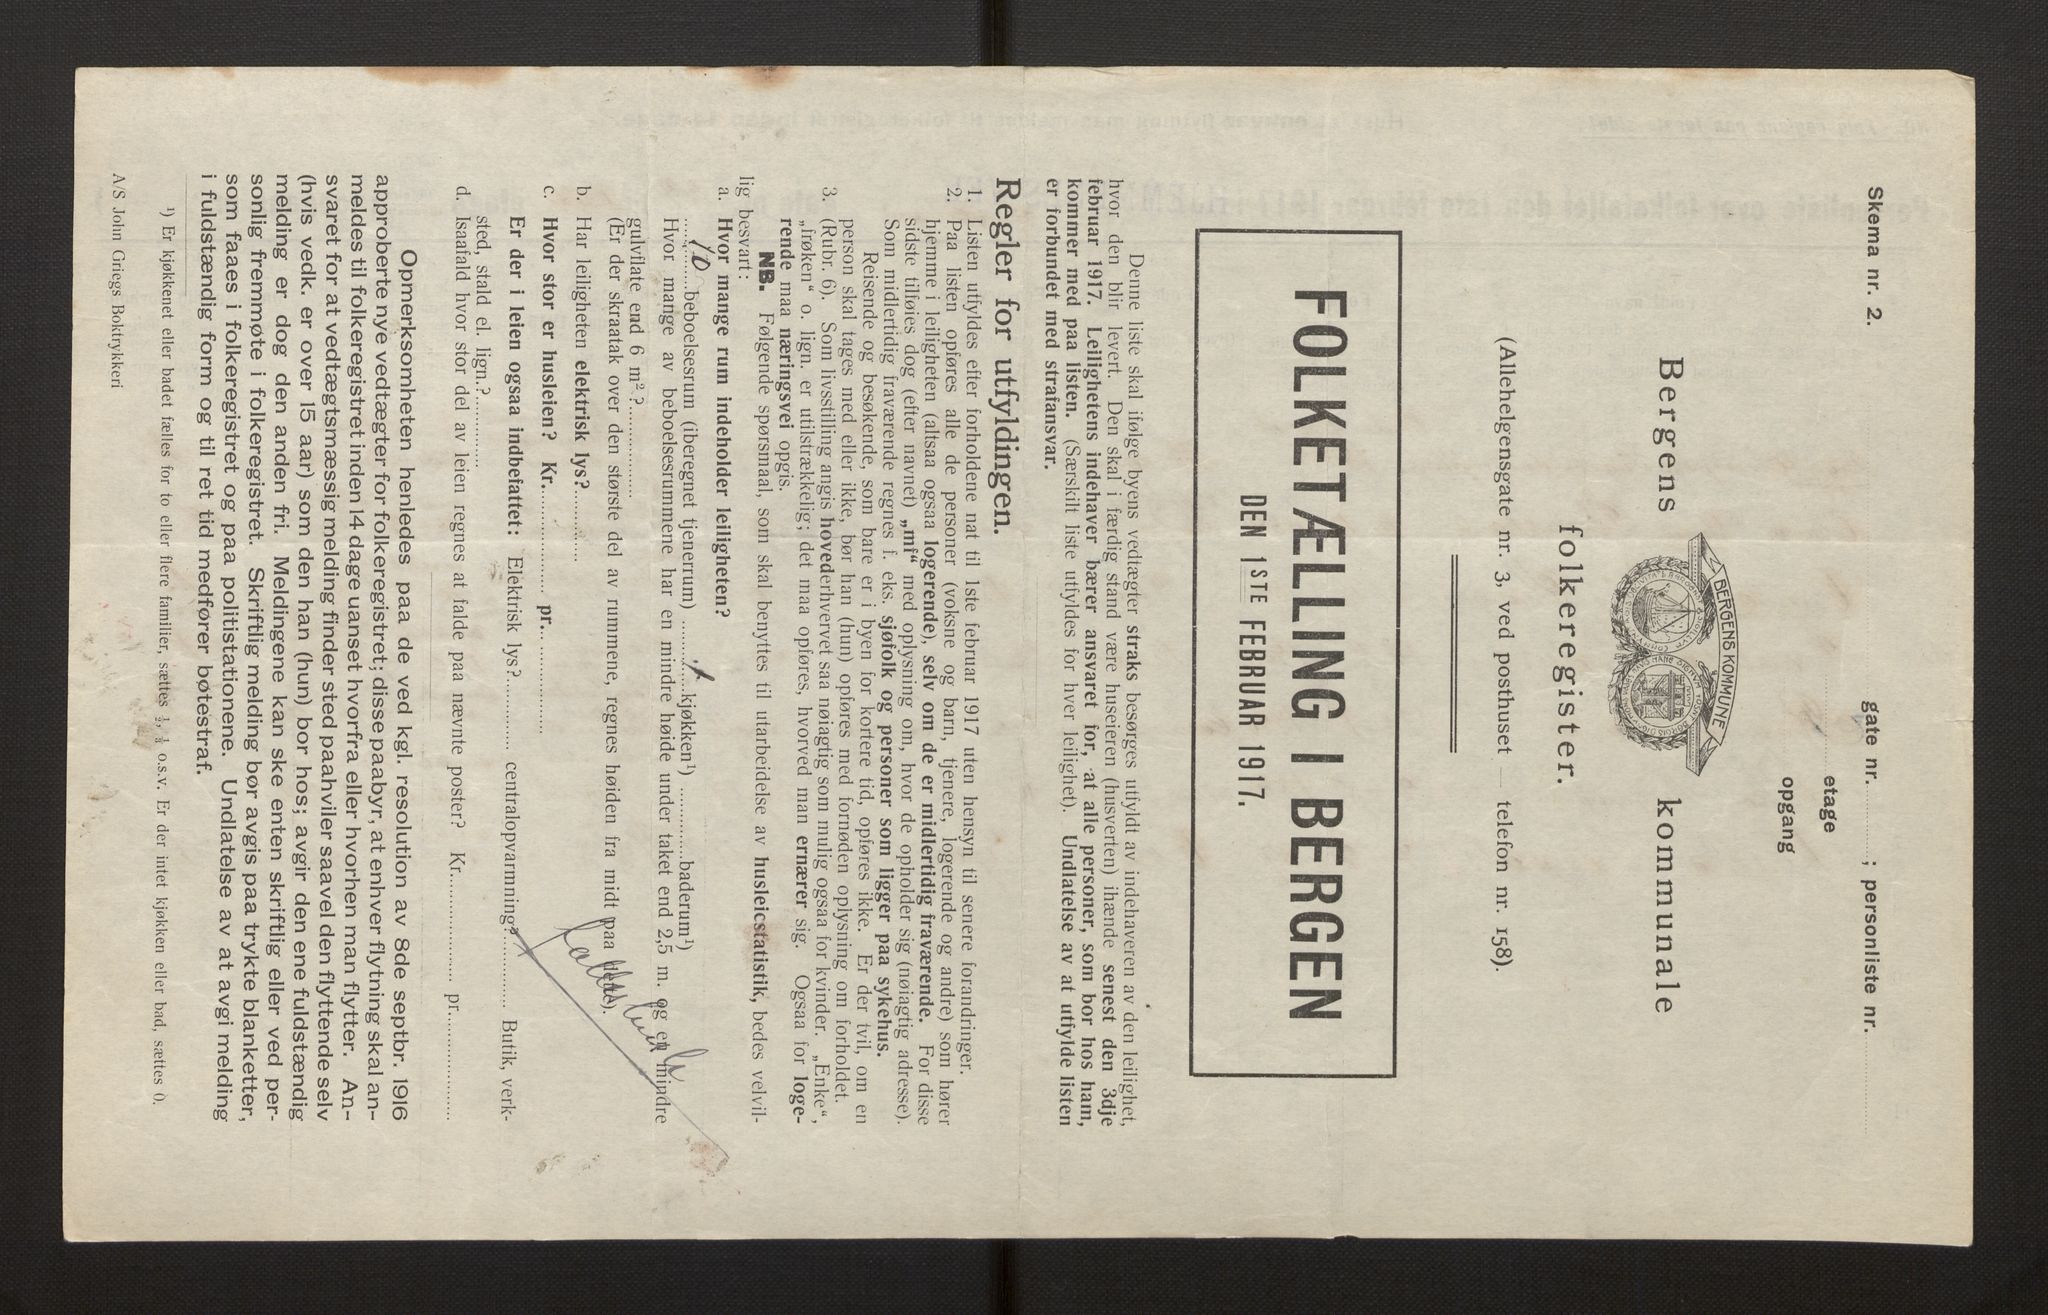 Skema nr. 2.
gate nr. ; personliste nr.
etage
opgang
BERGENS KOMMUNE
Bergens kommunale
folkeregister.
(Allehelgensgate nr. 3, ved posthuset — telefon nr. 158).
FOLKETÆLLING I BERGEN
DEN 1STE FEBRUAR 1917.
Denne liste skal ifølge byens vedtægter straks besørges utfyldt av indehaveren av den leilighet,
hvor den blir levert. Den skal i færdig stand være huseieren (husverten) ihænde senest den 3dje
februar 1917. Leilighetens indehaver bærer ansvaret for, at alle personer, som bor hos ham,
kommer med paa listen. (Særskilt liste utfyldes for hver leilighet). Undlatelse av at utfylde listen
er forbundet med strafansvar.
Regler for utfyldingen.
1. Listen utfyldes efter forholdene nat til 1ste februar 1917 uten hensyn til senere forandringer.
2. Paa listen opføres alle de personer (voksne og barn, tjenere, logerende og andre) som hører
hjemme i leiligheten (altsaa ogsaa logerende), selv om de er midlertidig fraværende. For disse
sidste tilføies dog (efter navnet) „mf“ med oplysning om, hvor de opholder sig (nøiagtig adresse).
Som midlertidig fraværende regnes f. eks. sjøfolk og personer som ligger paa sykehus.
Reisende og besøkende, som bare er i byen for kortere tid, opføres ikke. Er der tvil, om en
person skal tages med eller ikke, bør han (hun) opføres med fornøden oplysning om forholdet.
3. (Rubr. 6). Som livsstilling angis hovederhvervet saa nøiagtig som mulig ogsaa for kvinder. „Enke“,
„frøken“ o. lign. er utilstrækkelig; det maa opføres, hvorved man ernærer sig. Ogsaa for loge-
rende maa næringsvei opgis.
NB. Følgende spørsmaal, som skal benyttes til utarbeidelse av husleiestatistik, bedes velvil-
lig besvart:
a. Hvor mange rum indeholder leiligheten?
10 beboelsesrum (iberegnet tjenerrum) 1 kjøkken¹) baderum¹)
Hvor mange av beboelsesrummene har en mindre høide under taket end 2,5 m. og en mindre
gulvflate end 6 m²?
(Er der skraatak over den største del av rummene, regnes høiden fra midt paa dette).
b. Har leiligheten elektrisk lys?
c. Hvor stor er husleien? Kr. pr.
Er der i leien ogsaa indbefattet: Elektrisk lys? centralopvarmning? Butik, verk-
sted, stald el. lign.?
d. Isaafald hvor stor del av leien regnes at falde paa nævnte poster? Kr. pr.
Opmerksomheten henledes paa de ved kgl. resolution av 8de septbr. 1916
approberte nye vedtægter for folkeregistret; disse paabyr, at enhver flytning skal an-
meldes til folkeregistret inden 14 dage uanset hvorfra eller hvorhen man flytter. An-
svaret for at vedtægtsmæssig melding finder sted paahviler saavel den flyttende selv
(hvis vedk. er over 15 aar) som den han (hun) bor hos; avgir den ene fuldstændig
melding er dog den anden fri. Meldingene kan ske enten skriftlig eller ved per-
sonlig fremmøte i folkeregistret. Skriftlig melding bør avgis paa trykte blanketter,
som faaes i folkeregistret og paa politistationene. Undlatelse av at avgi melding
i fuldstændig form og til ret tid medfører bøtestraf.
¹) Er kjøkkenet eller badet fælles for to eller flere familier, sættes ½, ⅓ o.s.v. Er der intet kjøkken eller bad, sættes 0.
A/S John Griegs Boktrykkeri